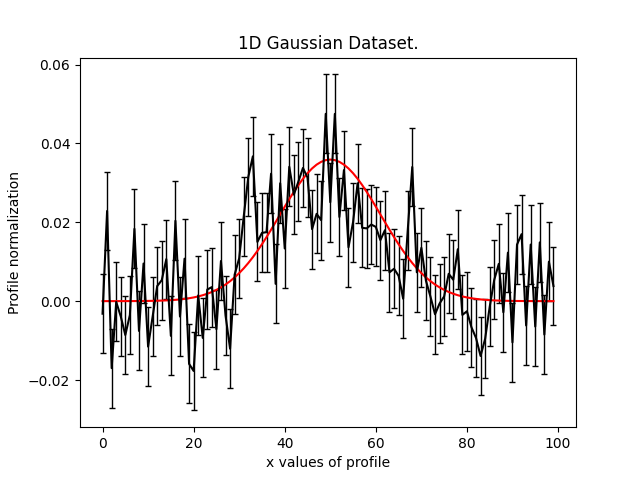 1D Gaussian Dataset.
Profile normalization
0.06
0.04
0.02
0.00
−0.02
0 20 40 60 80 100
x values of profile